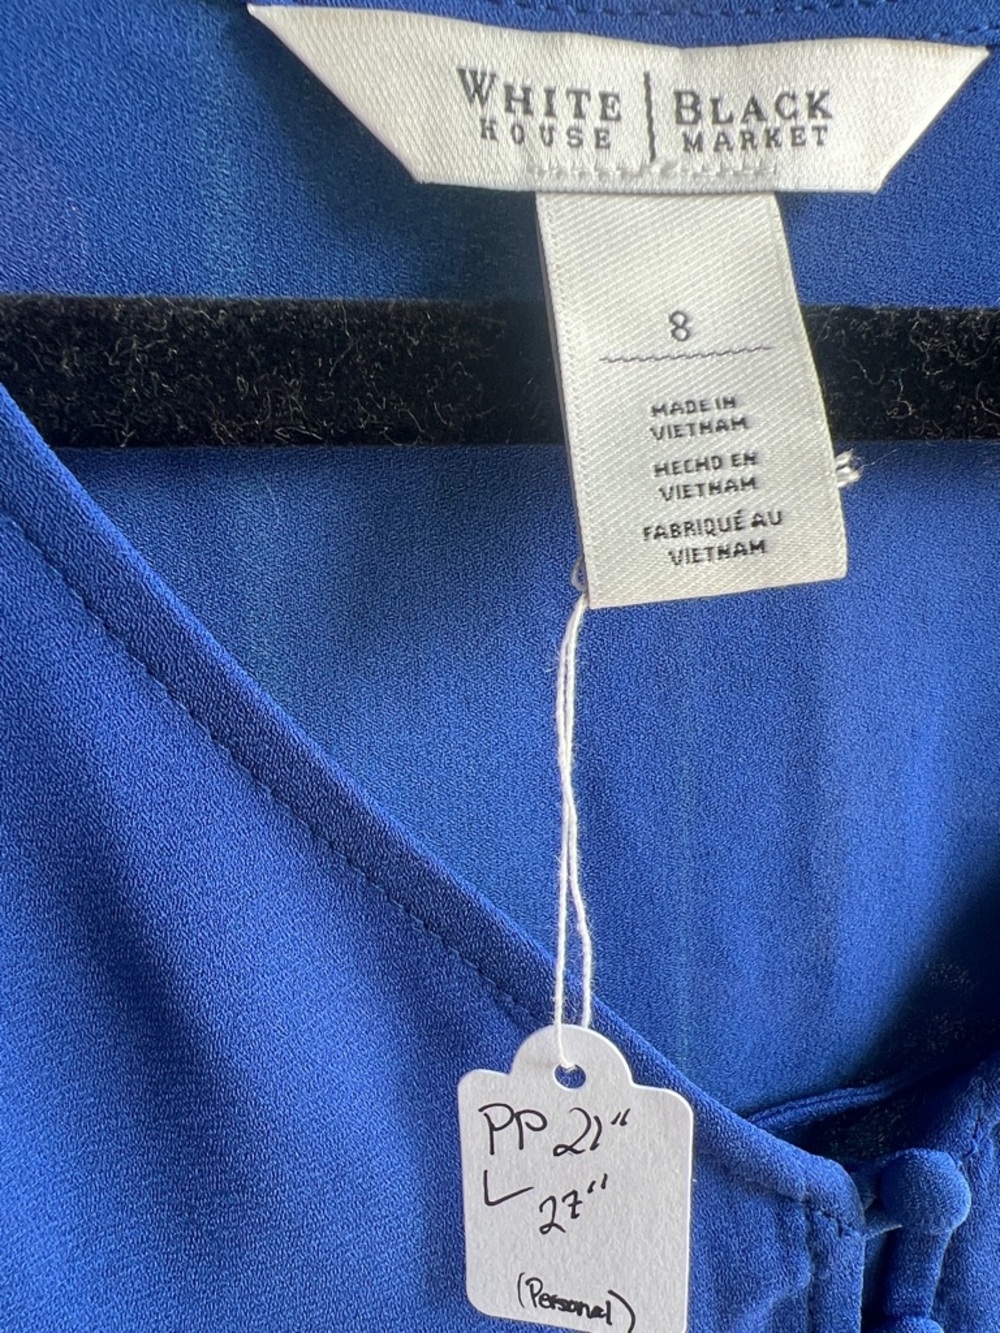 WHITE | BLACK
HOUSE | MARKET
8
MADE IN
VIETNAM
HECHO EN
VIETNAM
FABRIQUÉ AU
VIETNAM
PP 21"
L 27"
(Personal)